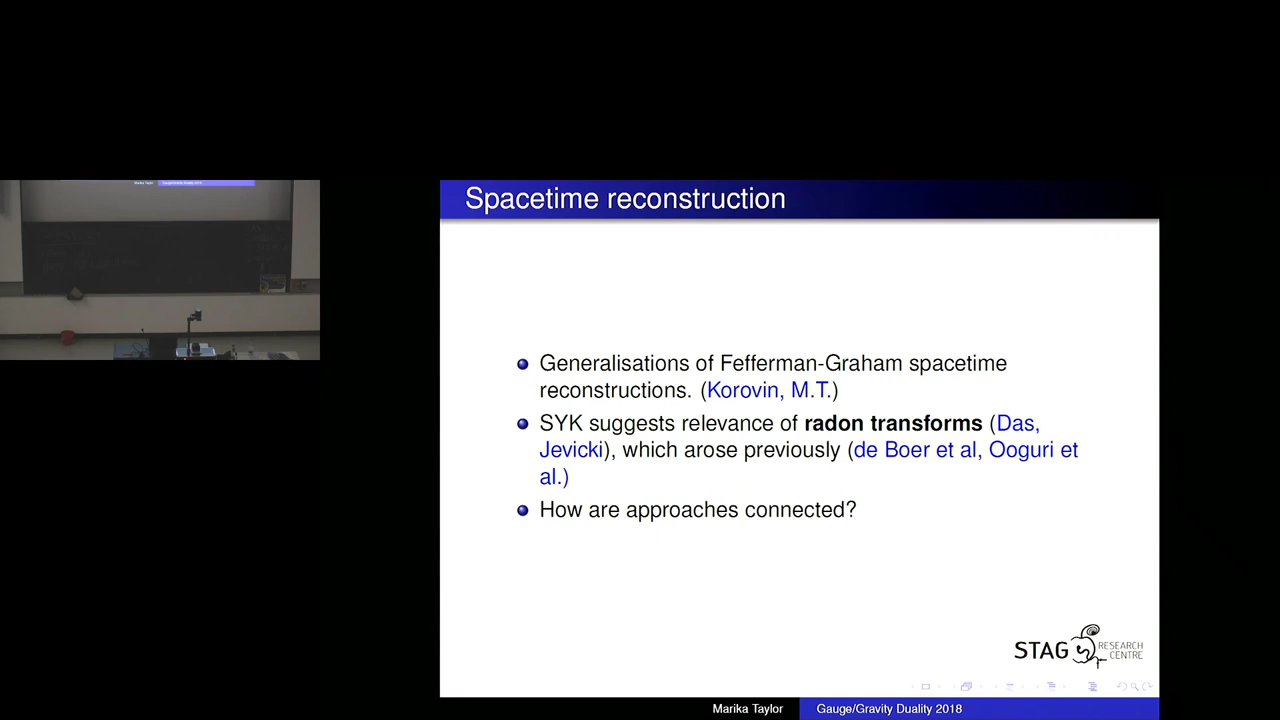 Spacetime reconstruction
Generalisations of Fefferman-Graham spacetime
reconstructions. (Korovin, M.T.)
SYK suggests relevance of radon transforms (Das,
Jevicki), which arose previously (de Boer et al, Ooguri et
al.)
How are approaches connected?
STAG RESEARCH
CENTRE
Marika Taylor Gauge/Gravity Duality 2018